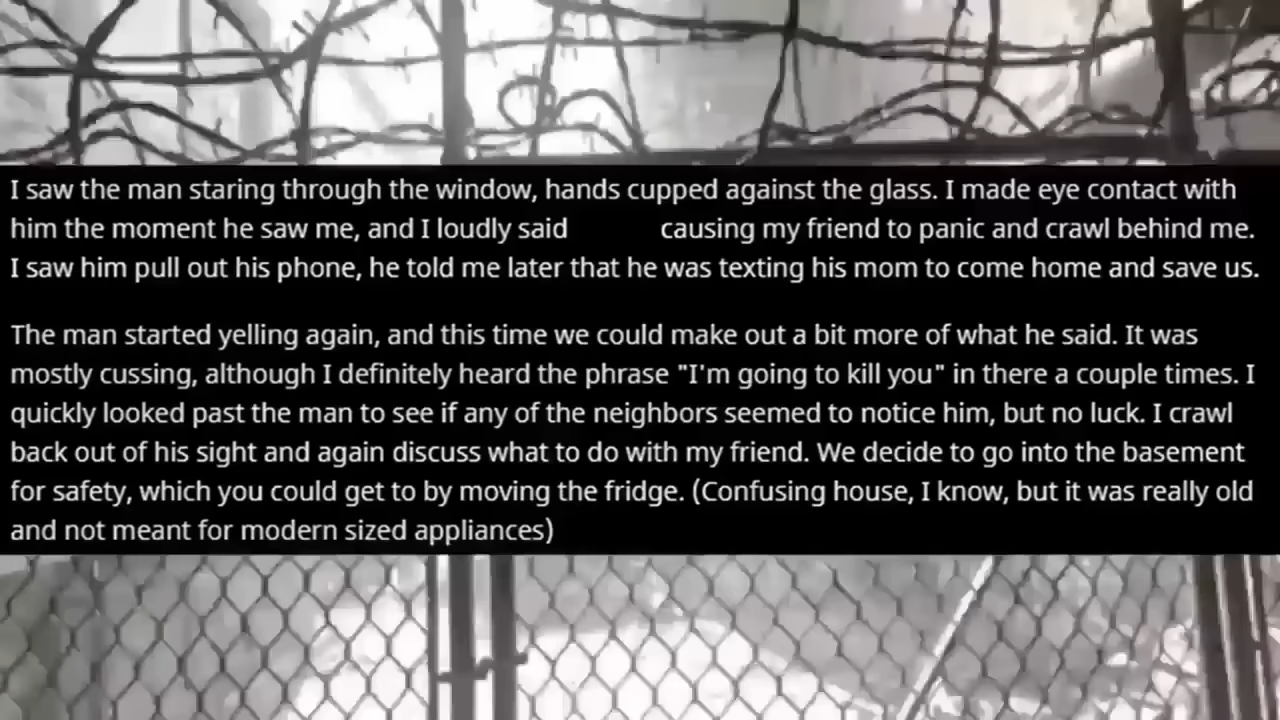 I saw the man staring through the window, hands cupped against the glass. I made eye contact with
him the moment he saw me, and I loudly said causing my friend to panic and crawl behind me.
I saw him pull out his phone, he told me later that he was texting his mom to come home and save us.
The man started yelling again, and this time we could make out a bit more of what he said. It was
mostly cussing, although I definitely heard the phrase "I'm going to kill you" in there a couple times. I
quickly looked past the man to see if any of the neighbors seemed to notice him, but no luck. I crawl
back out of his sight and again discuss what to do with my friend. We decide to go into the basement
for safety, which you could get to by moving the fridge. (Confusing house, I know, but it was really old
and not meant for modern sized appliances)